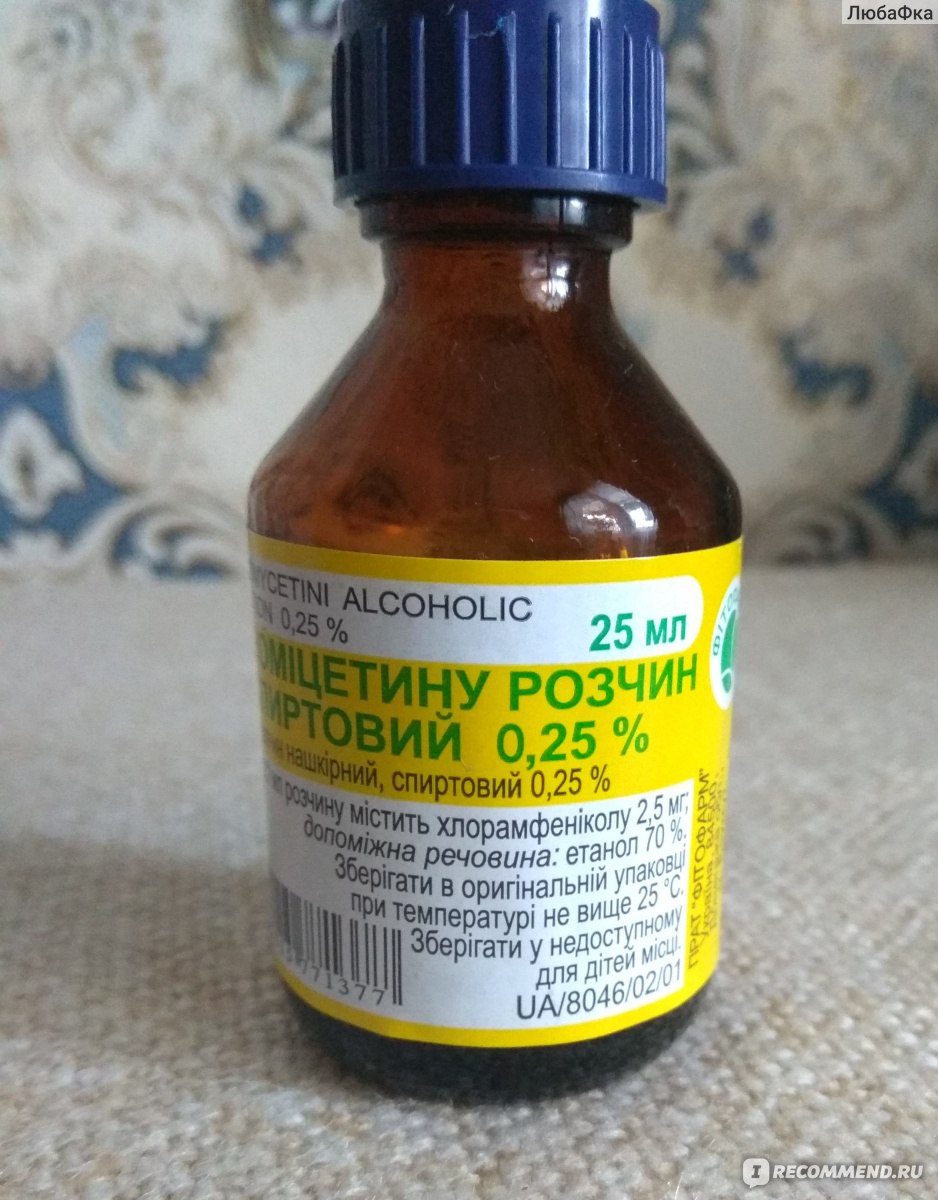 ЛюбаФка
MYCETINI ALCOHOLIC
0,25 %
25 мл
ОМІЦЕТИНУ РОЗЧИН
ИРТОВИЙ 0,25 %
нашкірний, спиртовий 0,25 %
розчину містить хлорамфеніколу 2,5 мг;
допоміжна речовина: етанол 70 %.
Зберігати в оригінальній упаковці
при температурі не вище 25 °С.
Зберігати у недоступному
для дітей місці.
UA/8046/02/01
771377
ПРАТ "ФІТОФАРМ"
I RECOMMEND.RU